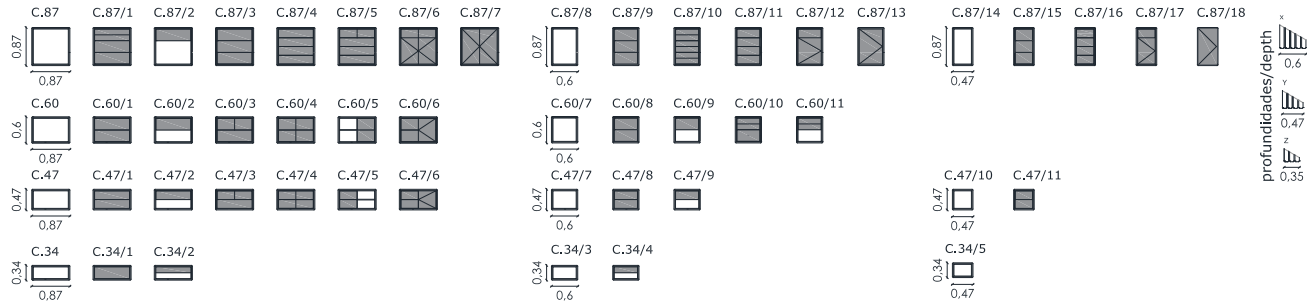 C.87 C.87/1 C.87/2 C.87/3 C.87/4 C.87/5 C.87/6 C.87/7 C.87/8 C.87/9 C.87/10 C.87/11 C.87/12 C.87/13 C.87/14 C.87/15 C.87/16 C.87/17 C.87/18
0,87 0,87 0,87
0,87 0,6 0,47
C.60 C.60/1 C.60/2 C.60/3 C.60/4 C.60/5 C.60/6 C.60/7 C.60/8 C.60/9 C.60/10 C.60/11
0,6 0,6
0,87 0,6
C.47 C.47/1 C.47/2 C.47/3 C.47/4 C.47/5 C.47/6 C.47/7 C.47/8 C.47/9 C.47/10 C.47/11
0,47 0,47 0,47
0,87 0,6 0,47
C.34 C.34/1 C.34/2 C.34/3 C.34/4 C.34/5
0,34 0,34 0,34
0,87 0,6 0,47
profundidades/depth
X
0,6
Y
0,47
Z
0,35